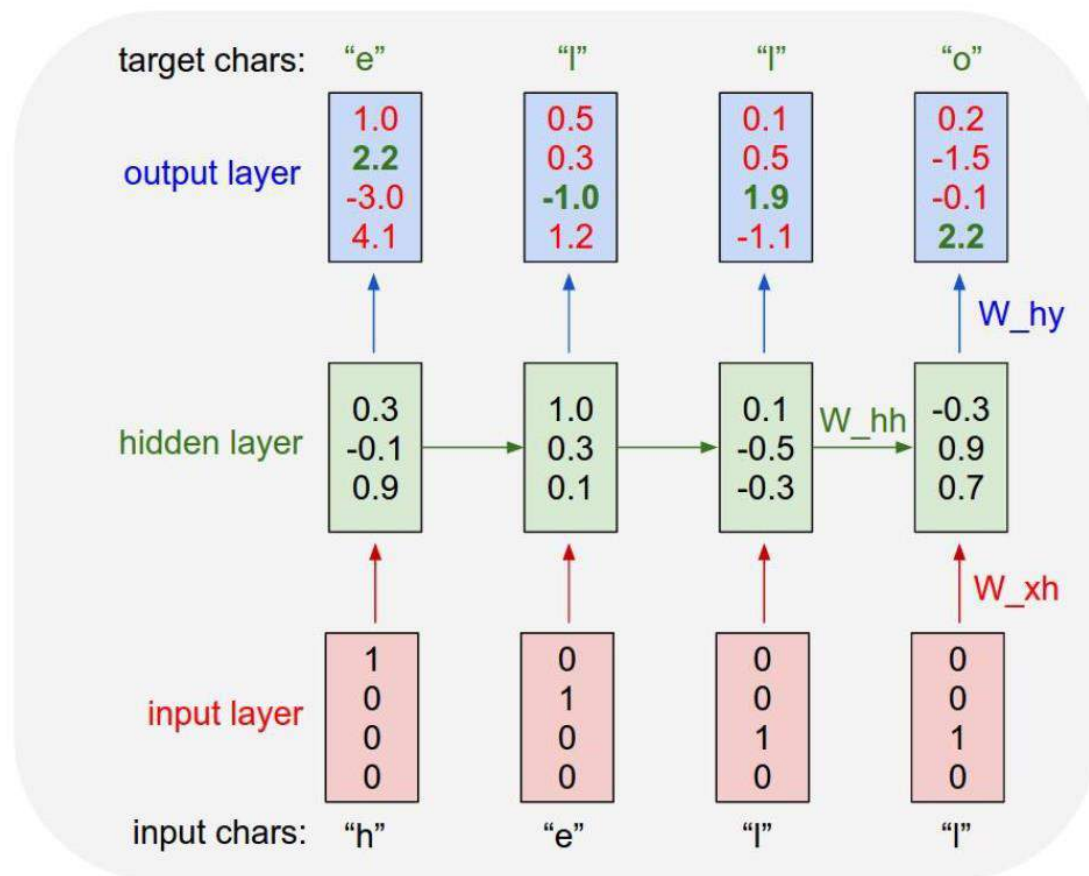 target chars: “e” “l” “l” “o”
output layer
1.0 0.5 0.1 0.2
2.2 0.3 0.5 -1.5
-3.0 -1.0 1.9 -0.1
4.1 1.2 -1.1 2.2
W_hy
hidden layer
0.3 1.0 0.1 -0.3
-0.1 0.3 -0.5 0.9
0.9 0.1 -0.3 0.7
W_hh
W_xh
input layer
1 0 0 0
0 1 0 0
0 0 1 1
0 0 0 0
input chars: “h” “e” “l” “l”